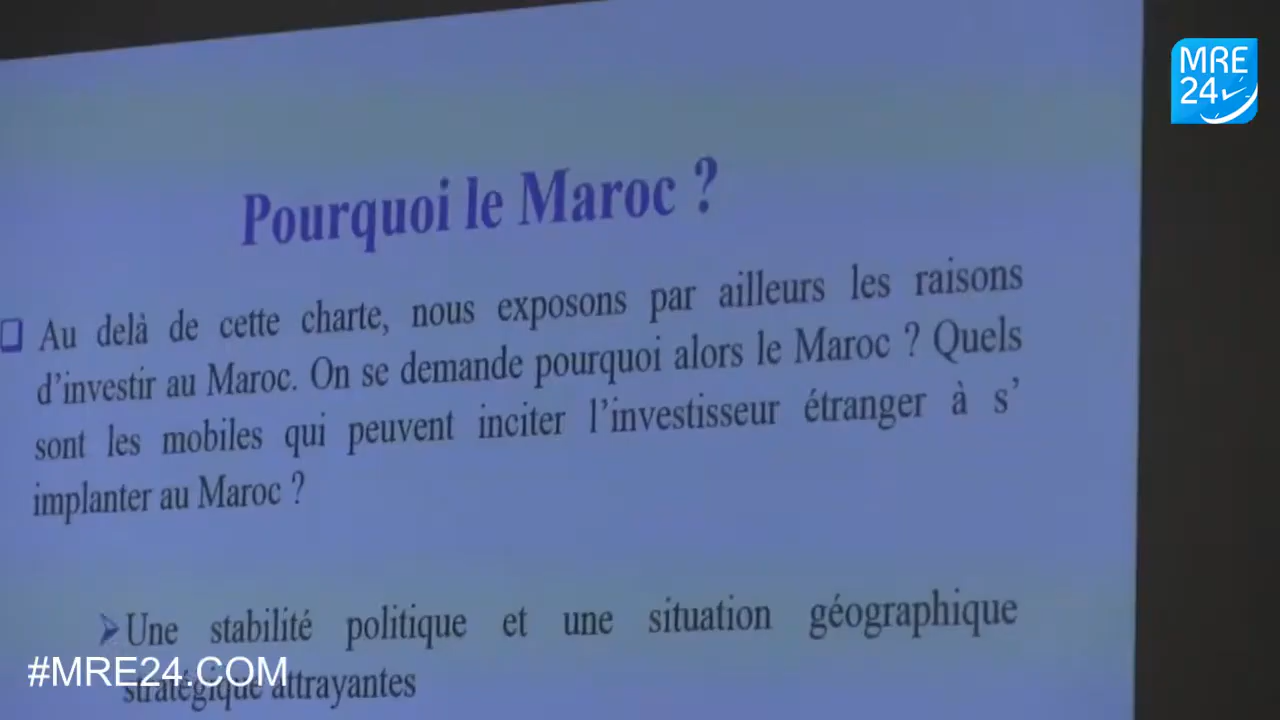 MRE
24
Pourquoi le Maroc ?
Au delà de cette charte, nous exposons par ailleurs les raisons
d'investir au Maroc. On se demande pourquoi alors le Maroc ? Quels
sont les mobiles qui peuvent inciter l'investisseur étranger à s'
implanter au Maroc ?
Une stabilité politique et une situation géographique
stratégique attrayantes
#MRE24.COM